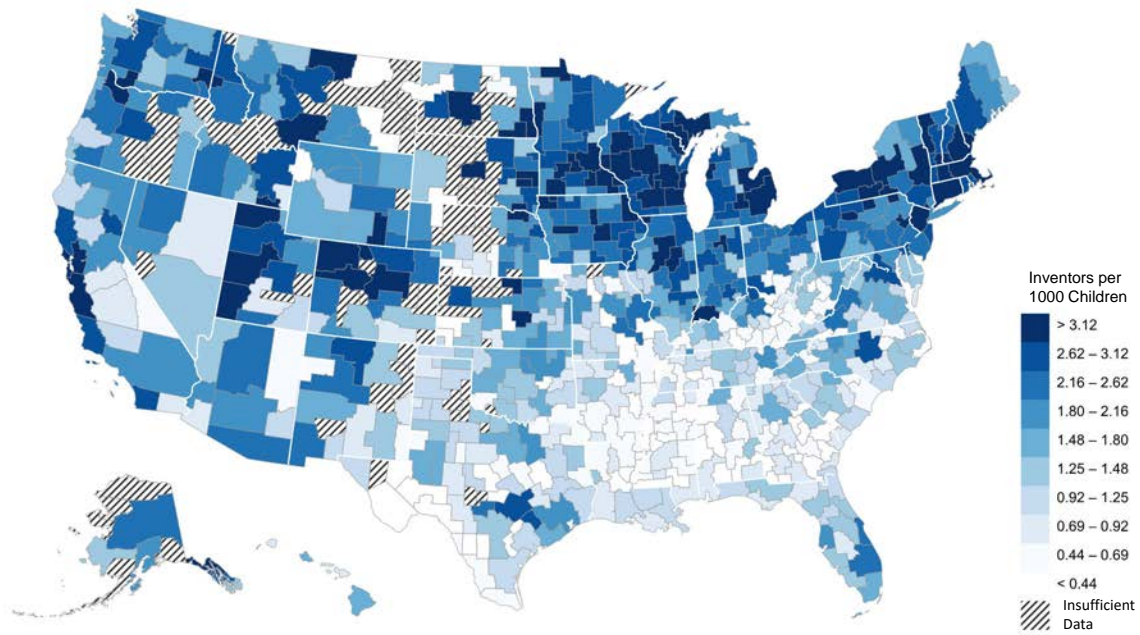 Inventors per
1000 Children
> 3.12
2.62 – 3.12
2.16 – 2.62
1.80 – 2.16
1.48 – 1.80
1.25 – 1.48
0.92 – 1.25
0.69 – 0.92
0.44 – 0.69
< 0.44
Insufficient
Data